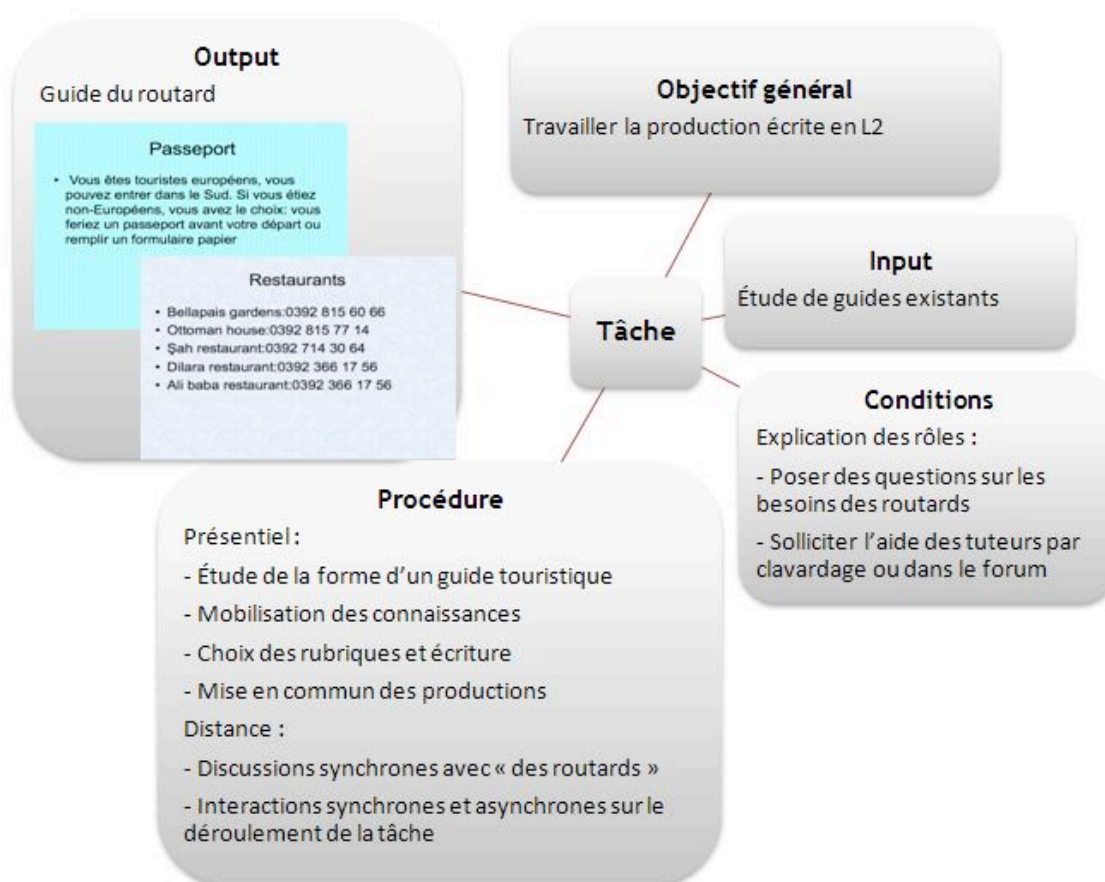 Output
Guide du routard
Passeport
• Vous êtes touristes européens, vous
pouvez entrer dans le Sud. Si vous étiez
non-Européens, vous avez le choix: vous
feriez un passeport avant votre départ ou
remplir un formulaire papier
Restaurants
• Bellapais gardens:0392 815 60 66
• Ottoman house:0392 815 77 14
• Şah restaurant:0392 714 30 64
• Dilara restaurant:0392 366 17 56
• Ali baba restaurant:0392 366 17 56
Objectif général
Travailler la production écrite en L2
Input
Étude de guides existants
Tâche
Conditions
Explication des rôles :
- Poser des questions sur les
besoins des routards
- Solliciter l’aide des tuteurs par
clavardage ou dans le forum
Procédure
Présentiel :
- Étude de la forme d’un guide touristique
- Mobilisation des connaissances
- Choix des rubriques et écriture
- Mise en commun des productions
Distance :
- Discussions synchrones avec « des routards »
- Interactions synchrones et asynchrones sur le
déroulement de la tâche